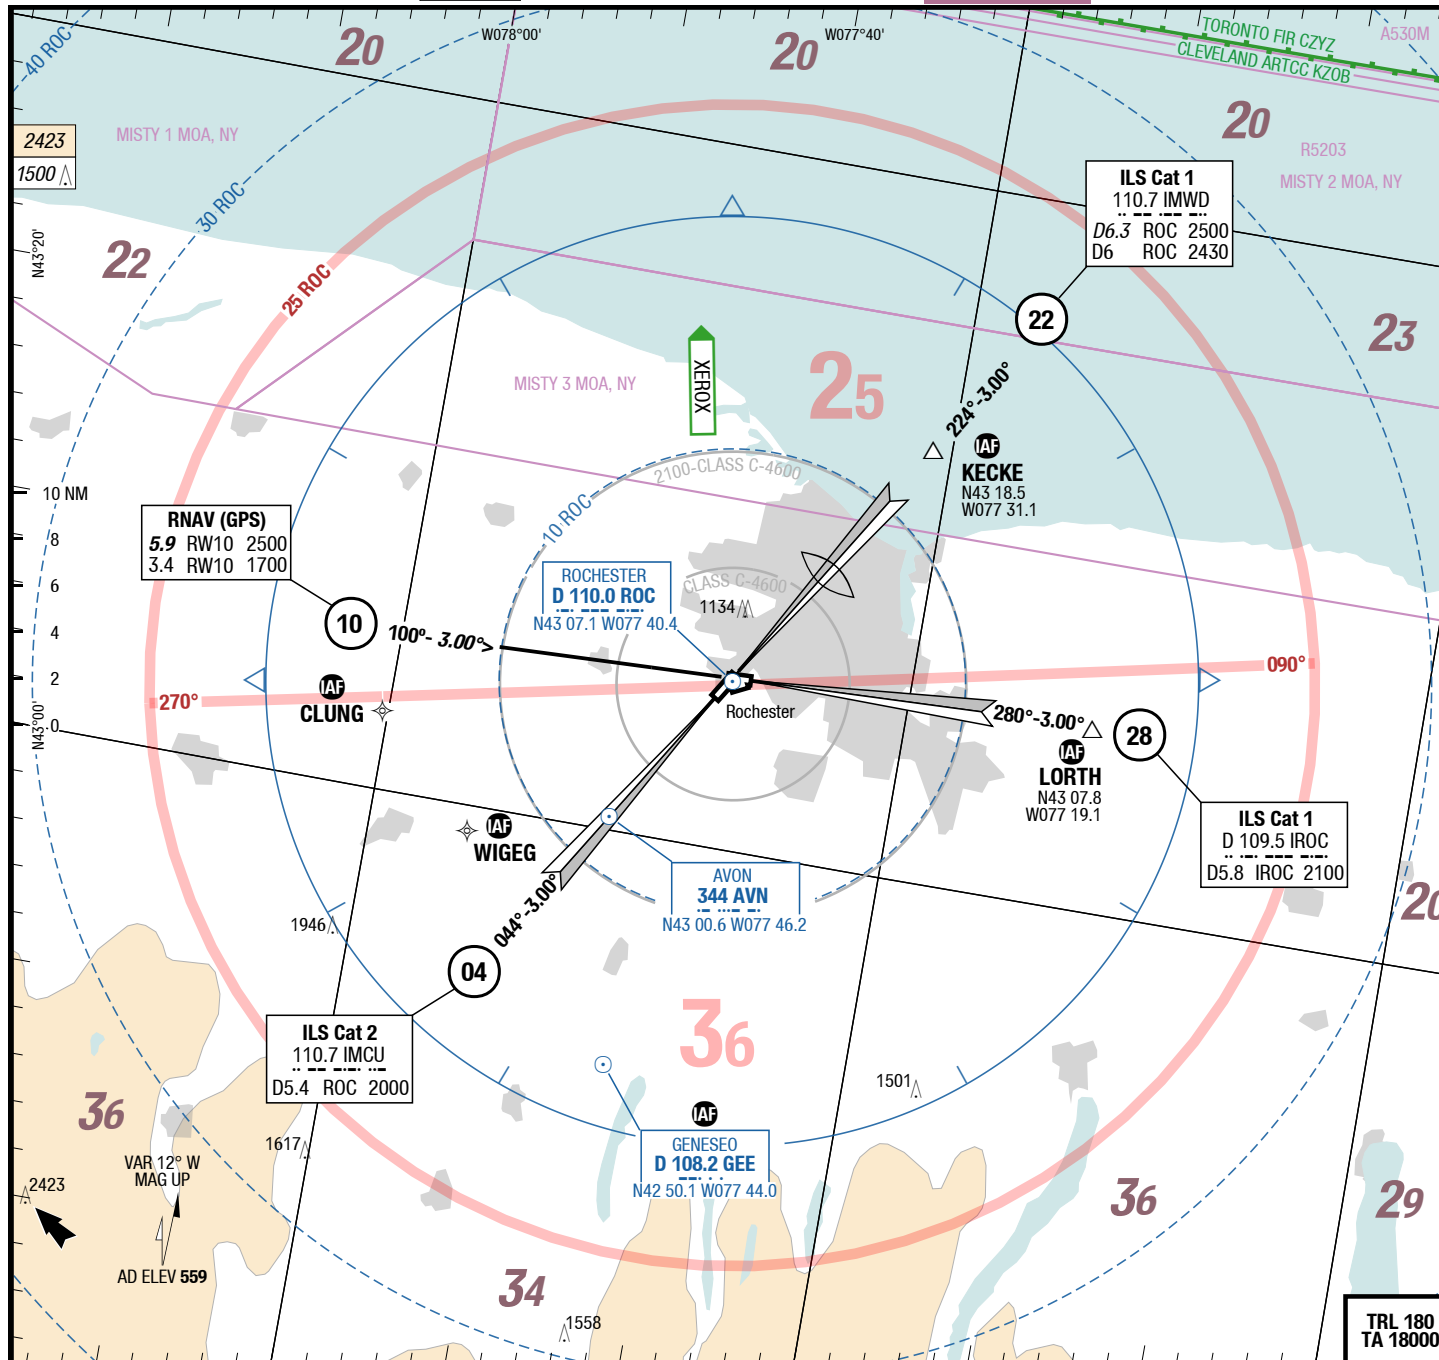 20
40 ROC
W078°00'
20
W077°40'
TORONTO FIR CZYZ
A530M
CLEVELAND ARTCC KZOB
20
2423
1500
MISTY 1 MOA, NY
R5203
MISTY 2 MOA, NY
30 ROC
ILS Cat 1
110.7 IMWD
D6.3 ROC 2500
D6 ROC 2430
N43°20'
22
25 ROC
22
23
XEROX
MISTY 3 MOA, NY
25
224°-3.00°
IAF
KECKE
N43 18.5
W077 31.1
2100-CLASS C-4600
10 NM
8
6
4
2
0
N43°00'
10 ROC
RNAV (GPS)
5.9 RW10 2500
3.4 RW10 1700
ROCHESTER
D 110.0 ROC
N43 07.1 W077 40.4
CLASS C-4600
1134
10
100°- 3.00°>
IAF
CLUNG
270°
090°
Rochester
280°-3.00°
28
IAF
LORTH
N43 07.8
W077 19.1
ILS Cat 1
D 109.5 IROC
D5.8 IROC 2100
IAF
WIGEG
AVON
344 AVN
N43 00.6 W077 46.2
20
1946
044°-3.00°
04
ILS Cat 2
110.7 IMCU
D5.4 ROC 2000
36
1501
36
IAF
GENESEO
D 108.2 GEE
N42 50.1 W077 44.0
1617
VAR 12° W
MAG UP
2423
36
29
AD ELEV 559
34
1558
TRL 180
TA 18000